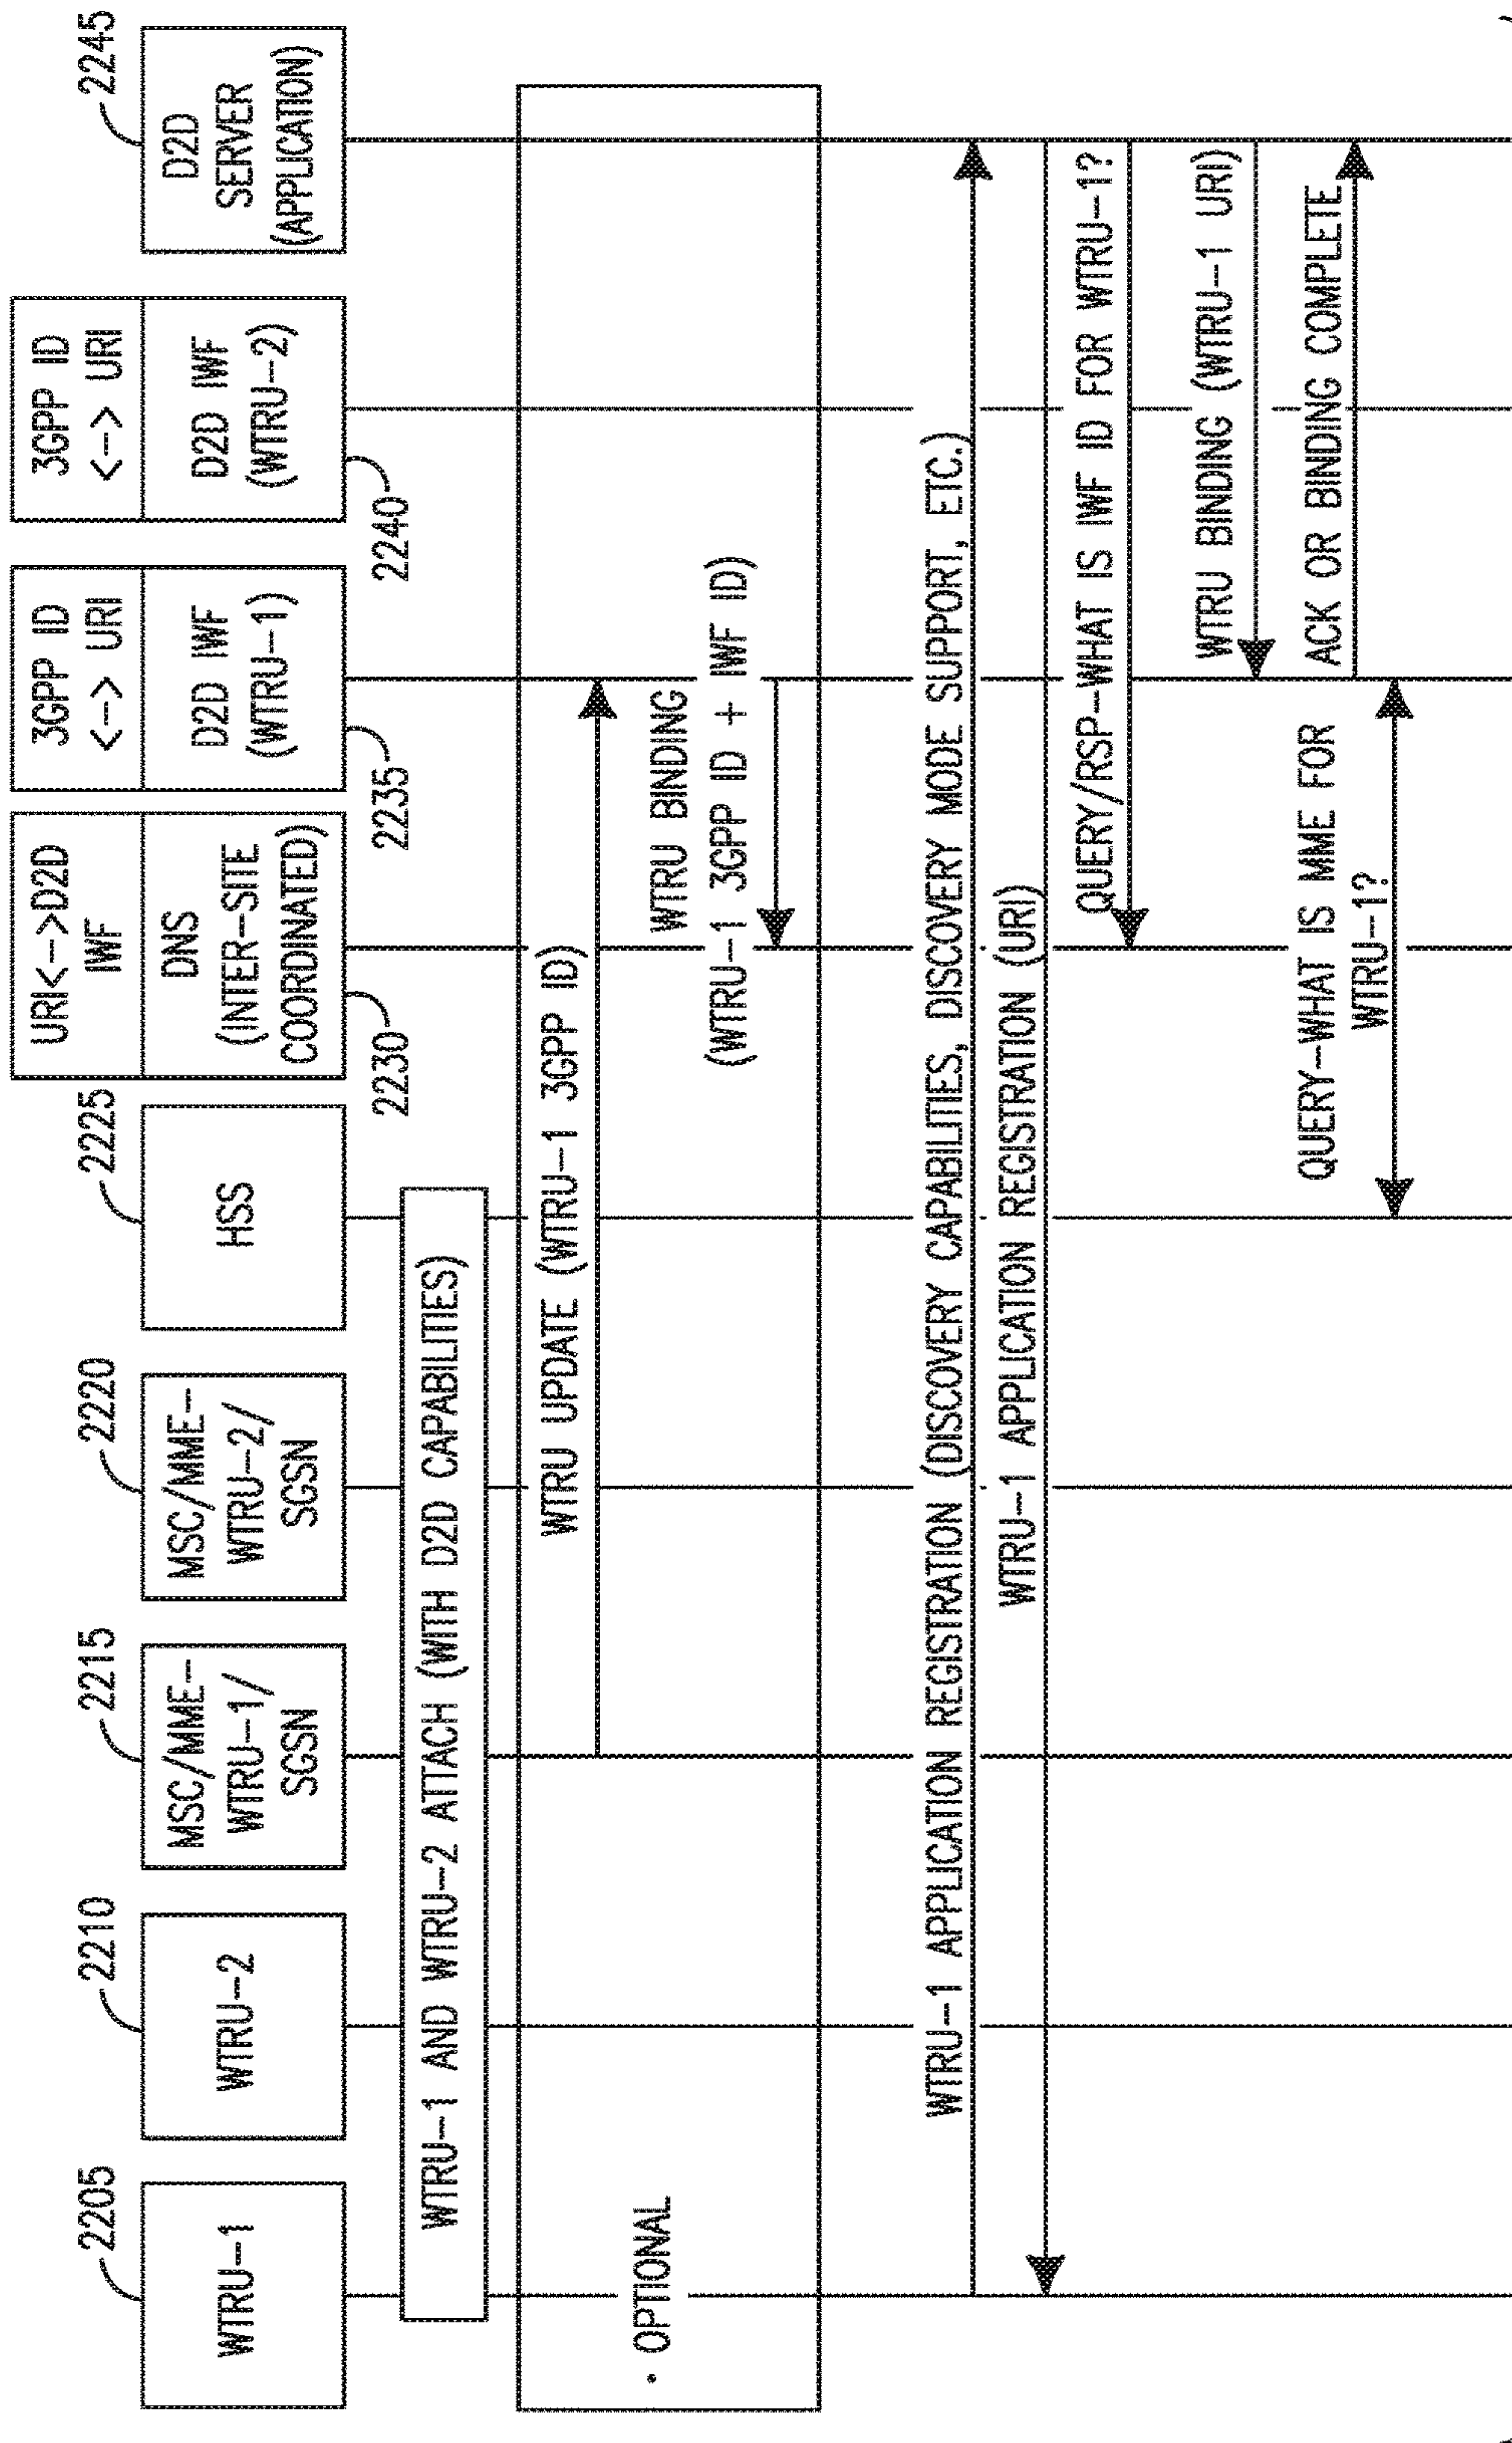 2205
WTRU-1
2210
WTRU-2
2215
MSC/MME-
WTRU-1/
SGSN
2220
MSC/MME-
WTRU-2/
SGSN
2225
HSS
URI<->D2D
IWF
DNS
(INTER-SITE
COORDINATED)
2230
3GPP ID
<-> URI
D2D IWF
(WTRU-1)
2235
3GPP ID
<-> URI
D2D IWF
(WTRU-2)
2240
2245
D2D
SERVER
(APPLICATION)
WTRU-1 AND WTRU-2 ATTACH (WITH D2D CAPABILITIES)
WTRU UPDATE (WTRU-1 3GPP ID)
• OPTIONAL
WTRU BINDING
(WTRU-1 3GPP ID + IWF ID)
WTRU-1 APPLICATION REGISTRATION (DISCOVERY CAPABILITIES, DISCOVERY MODE SUPPORT, ETC.)
WTRU-1 APPLICATION REGISTRATION (URI)
QUERY/RSP-WHAT IS IWF ID FOR WTRU-1?
WTRU BINDING (WTRU-1 URI)
ACK OR BINDING COMPLETE
QUERY-WHAT IS MME FOR
WTRU-1?